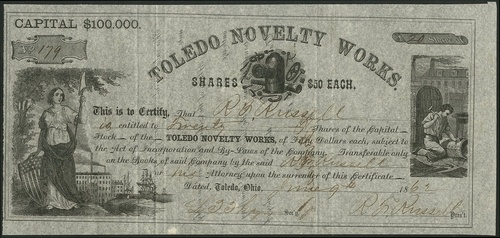 CAPITAL $100.000.
No 179
20
TOLEDO NOVELTY WORKS.
SHARES $50 EACH.
This is to Certify, That R. F. Russell
is entitled to Twenty Shares of the Capital
Stock of the TOLEDO NOVELTY WORKS, of Fifty Dollars each, subject to
the Act of Incorporation and By-Laws of the Company. Transferable only
on the Books of said Company by the said
or his Attorney upon the surrender of this Certificate.
Dated, Toledo, Ohio, June 9th 186
Sec'y R. F. Russell Pres't